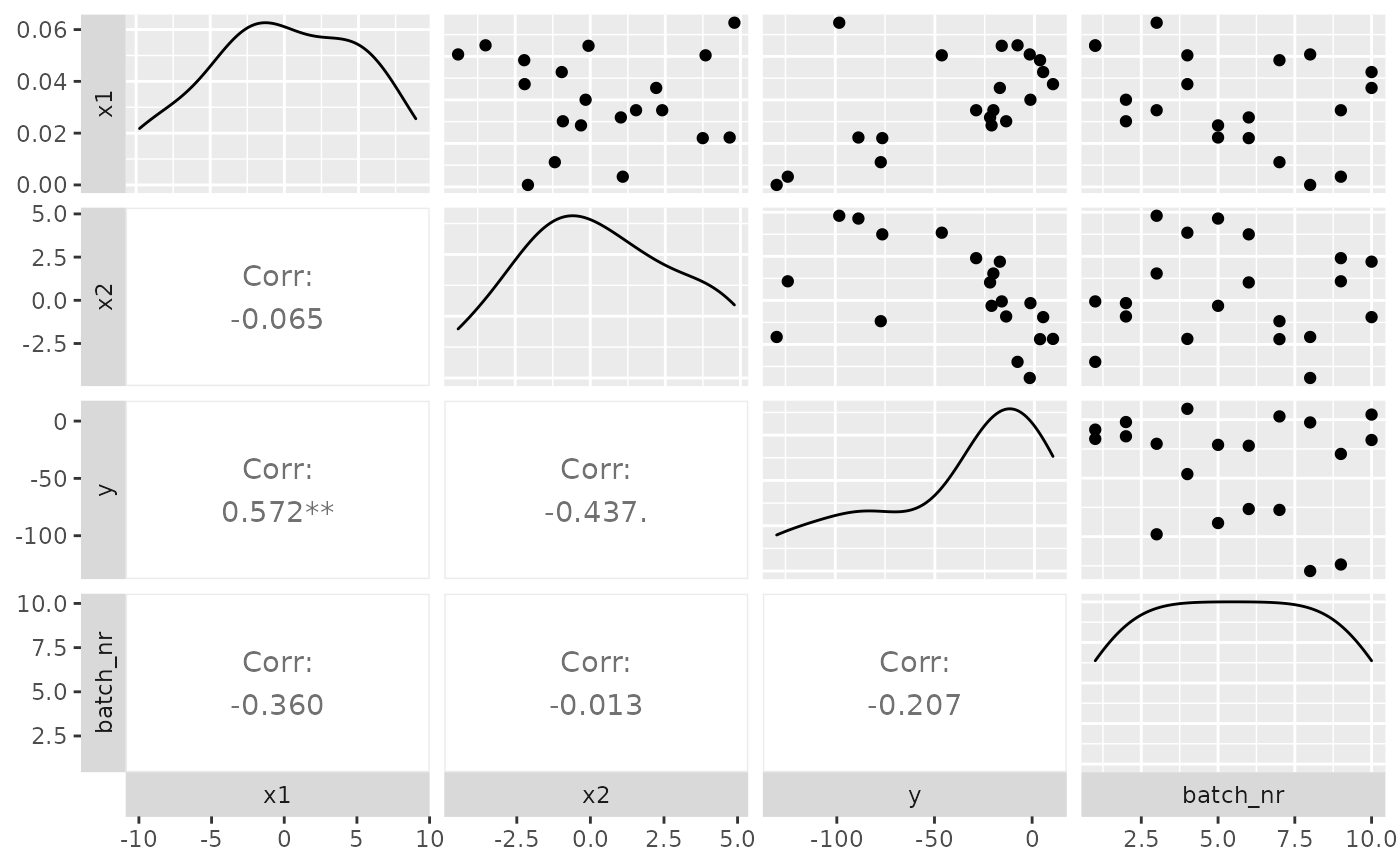 0.06
0.04
0.02
0.00
x1
5.0
2.5
0.0
-2.5
x2
Corr:
-0.065
0
-50
-100
y
Corr:
0.572**
Corr:
-0.437.
10.0
7.5
5.0
2.5
batch_nr
Corr:
-0.360
Corr:
-0.013
Corr:
-0.207
x1
x2
y
batch_nr
-10 -5 0 5 10
-2.5 0.0 2.5 5.0
-100 -50 0
2.5 5.0 7.5 10.0